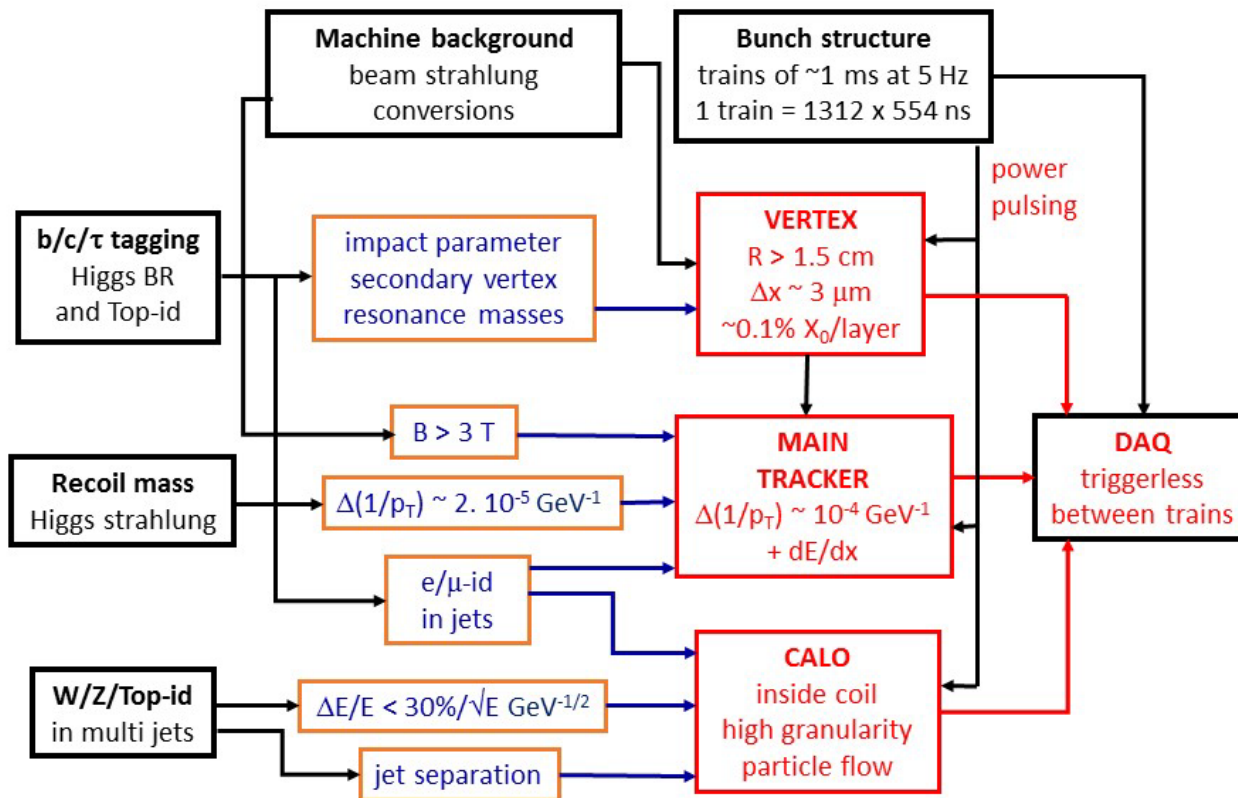 Machine background
beam strahlung
conversions
Bunch structure
trains of ~1 ms at 5 Hz
1 train = 1312 x 554 ns
power
pulsing
b/c/τ tagging
Higgs BR
and Top-id
impact parameter
secondary vertex
resonance masses
VERTEX
R > 1.5 cm
Δx ~ 3 μm
~0.1% X₀/layer
B > 3 T
MAIN
TRACKER
Δ(1/pT) ~ 10⁻⁴ GeV⁻¹
+ dE/dx
DAQ
triggerless
between trains
Recoil mass
Higgs strahlung
Δ(1/pT) ~ 2. 10⁻⁵ GeV⁻¹
e/μ-id
in jets
W/Z/Top-id
in multi jets
ΔE/E < 30%/√E GeV⁻¹/²
jet separation
CALO
inside coil
high granularity
particle flow